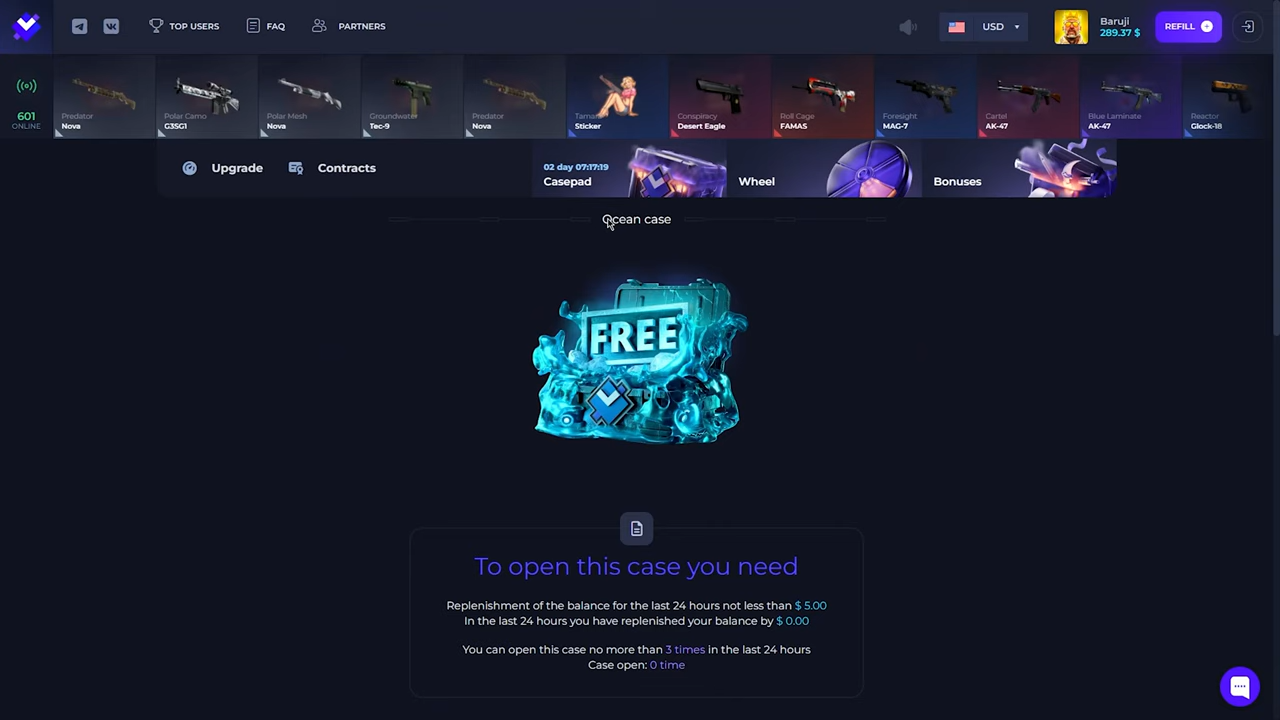 TOP USERS
FAQ
PARTNERS
USD
Baruji
289.37 $
REFILL
601
ONLINE
Predator
Nova
Polar Camo
G3SG1
Polar Mesh
Nova
Groundwater
Tec-9
Predator
Nova
Sticker
Conspiracy
Desert Eagle
Roll Cage
FAMAS
Foresight
MAG-7
Cartel
AK-47
Blue Laminate
AK-47
Reactor
Glock-18
Upgrade
Contracts
02 day 07:17:19
Casepad
Wheel
Bonuses
Ocean case
FREE
To open this case you need
Replenishment of the balance for the last 24 hours not less than $ 5.00
In the last 24 hours you have replenished your balance by $ 0.00
You can open this case no more than 3 times in the last 24 hours
Case open: 0 time